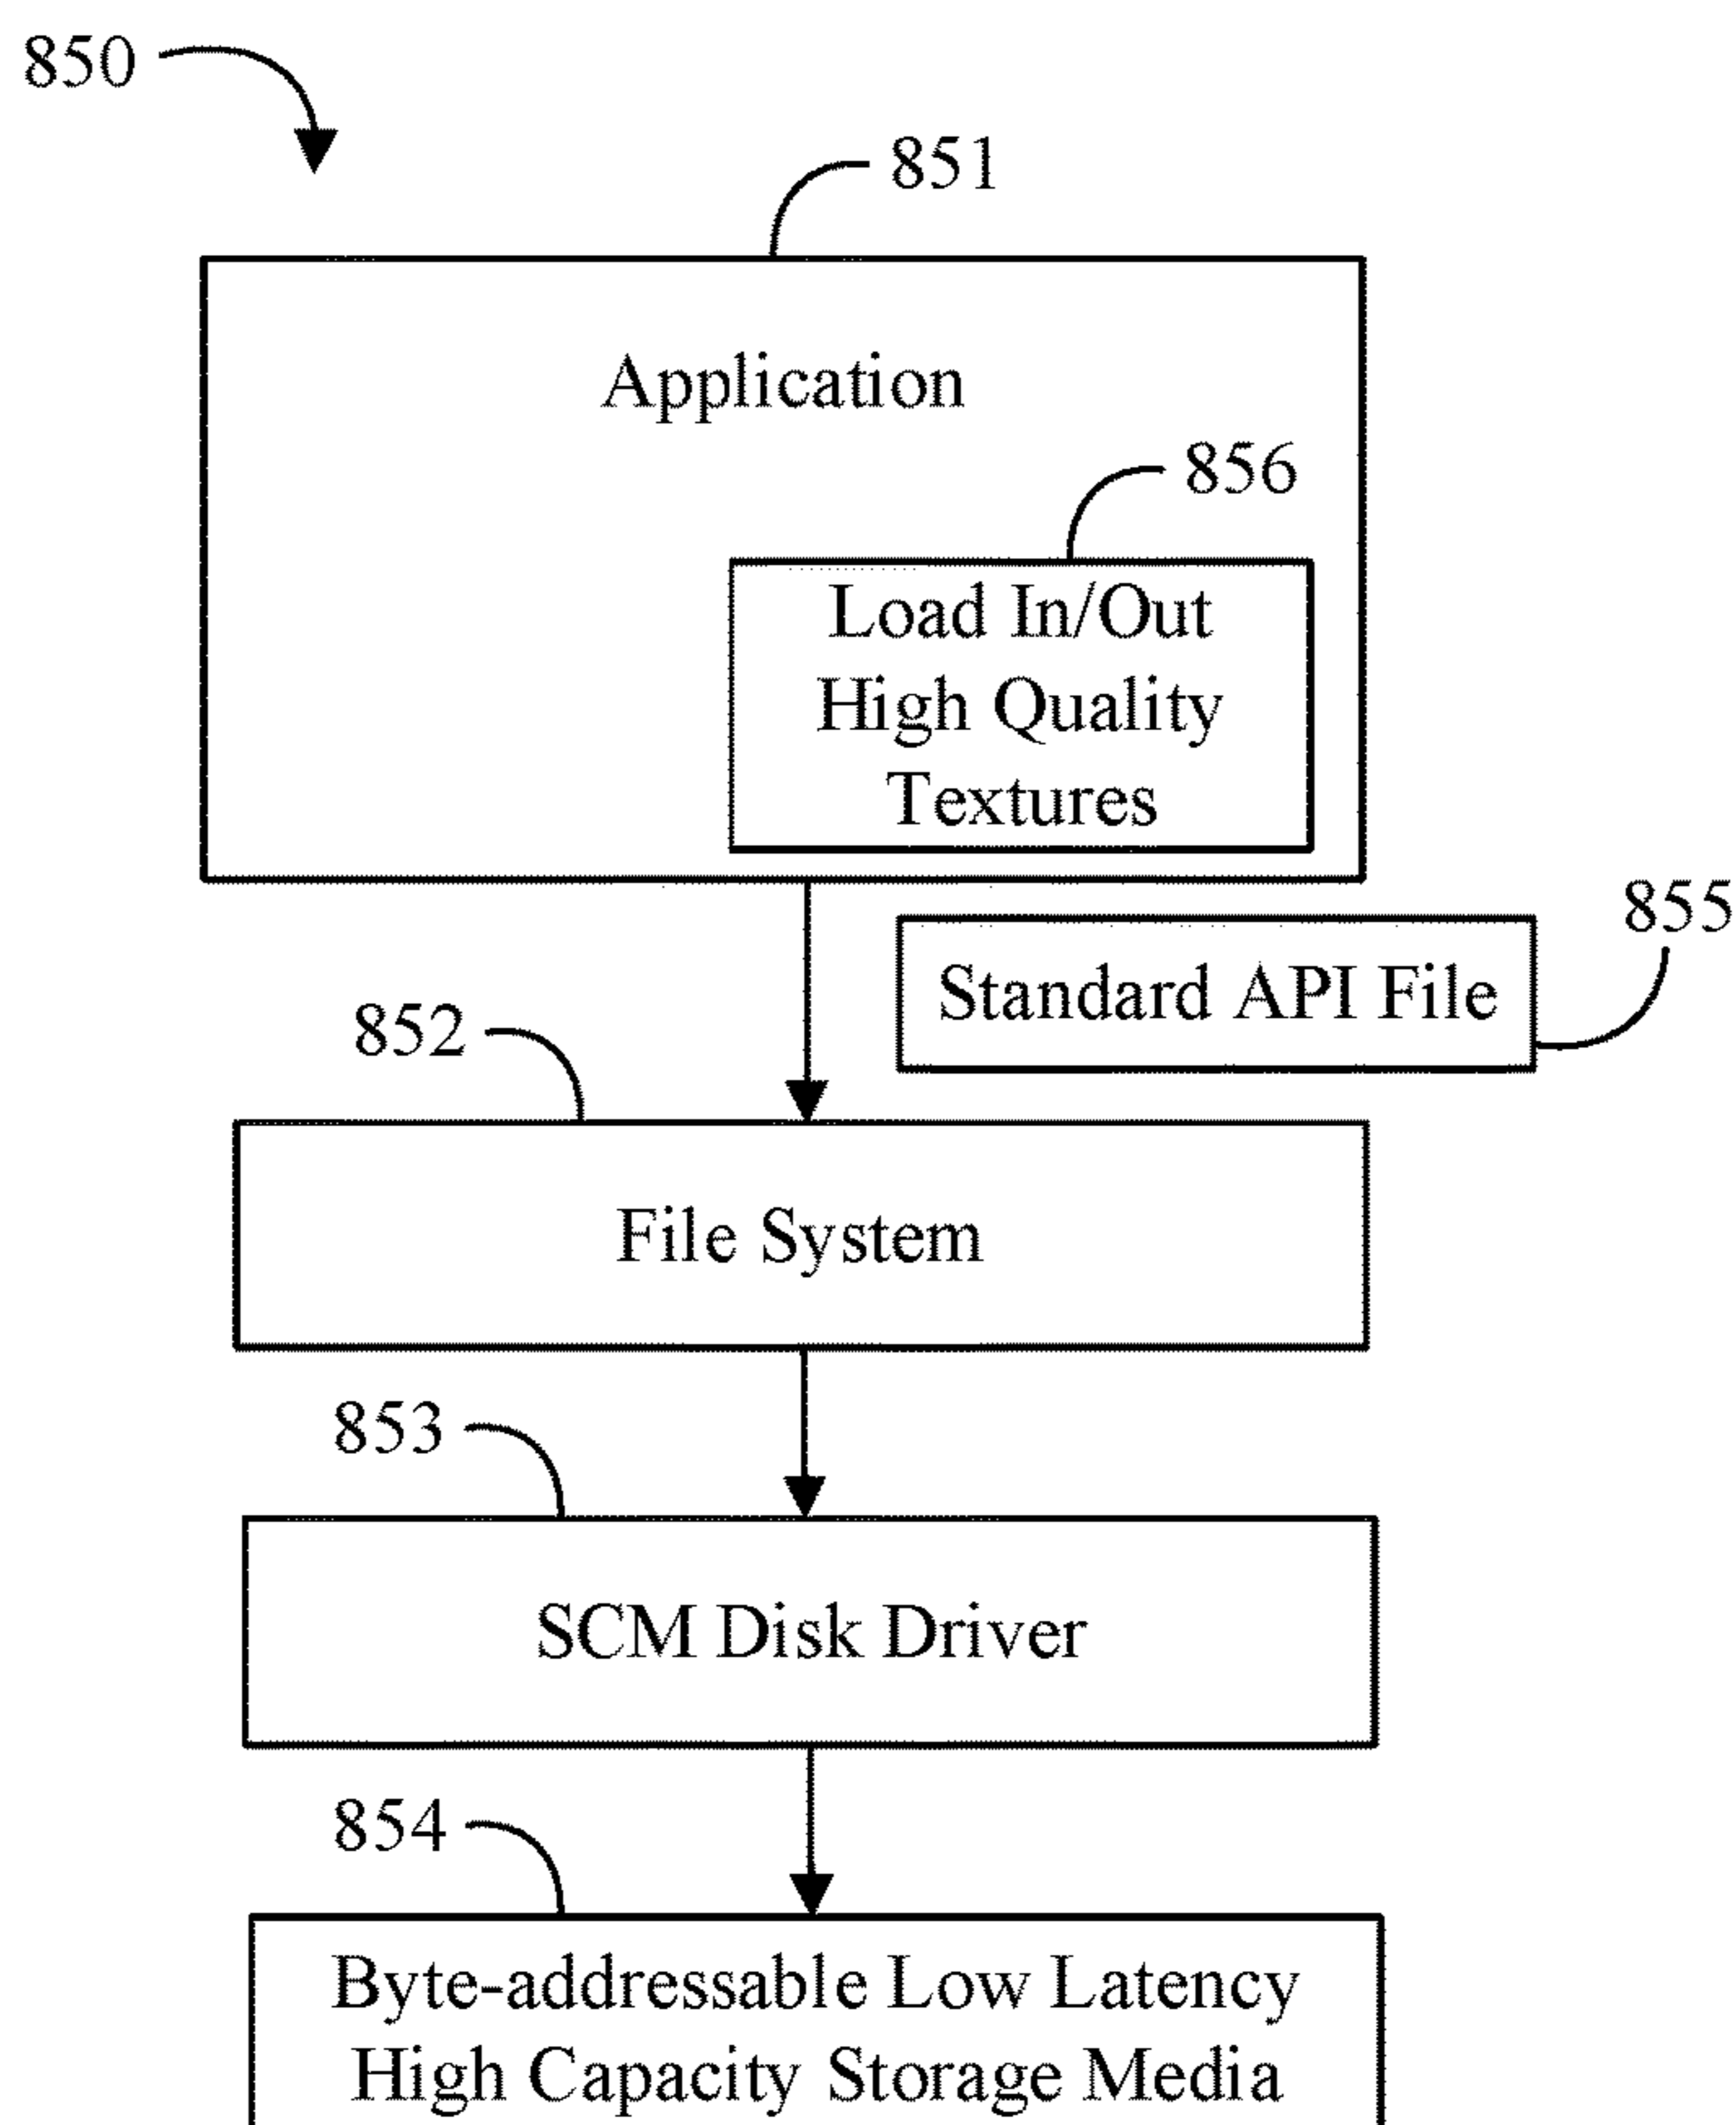 850
851
Application
856
Load In/Out
High Quality
Textures
855
Standard API File
852
File System
853
SCM Disk Driver
854
Byte-addressable Low Latency
High Capacity Storage Media